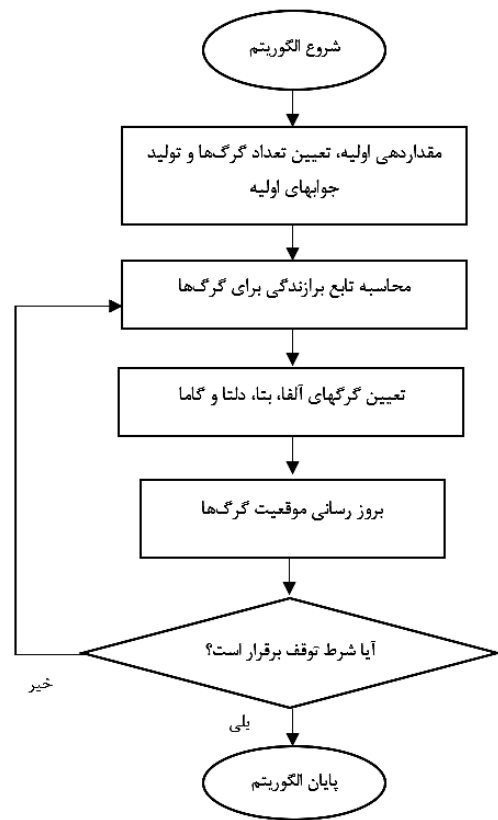 شروع الگوریتم
مقداردهی اولیه، تعیین تعداد گرگ‌ها و تولید
جوابهای اولیه
محاسبه تابع برازندگی برای گرگ‌ها
تعیین گرگهای آلفا، بتا، دلتا و گاما
بروز رسانی موقعیت گرگ‌ها
آیا شرط توقف برقرار است؟
خیر
بلی
پایان الگوریتم